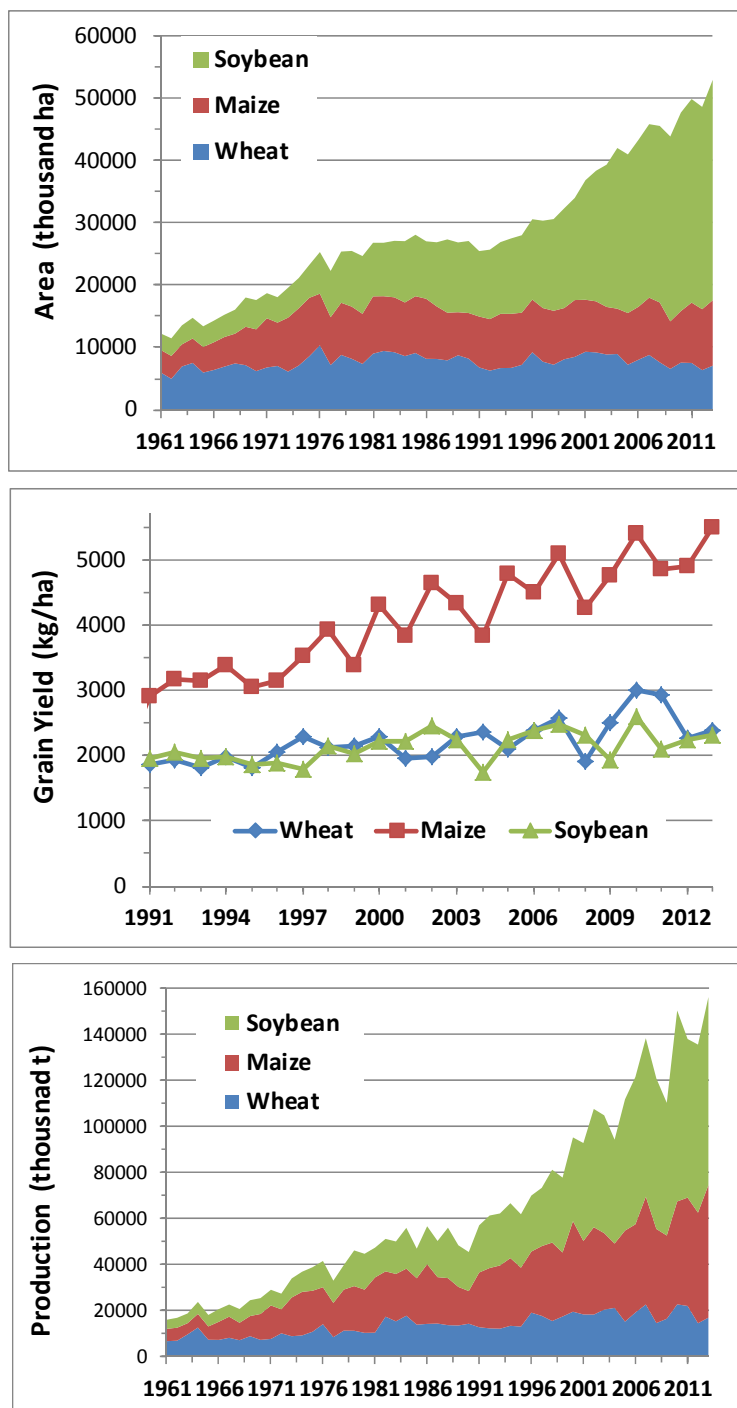 Area (thousand ha)
60000
50000
40000
30000
20000
10000
0
Soybean
Maize
Wheat
1961 1966 1971 1976 1981 1986 1991 1996 2001 2006 2011
Grain Yield (kg/ha)
5000
4000
3000
2000
1000
0
Wheat Maize Soybean
1991 1994 1997 2000 2003 2006 2009 2012
Production (thousnad t)
160000
140000
120000
100000
80000
60000
40000
20000
0
Soybean
Maize
Wheat
1961 1966 1971 1976 1981 1986 1991 1996 2001 2006 2011